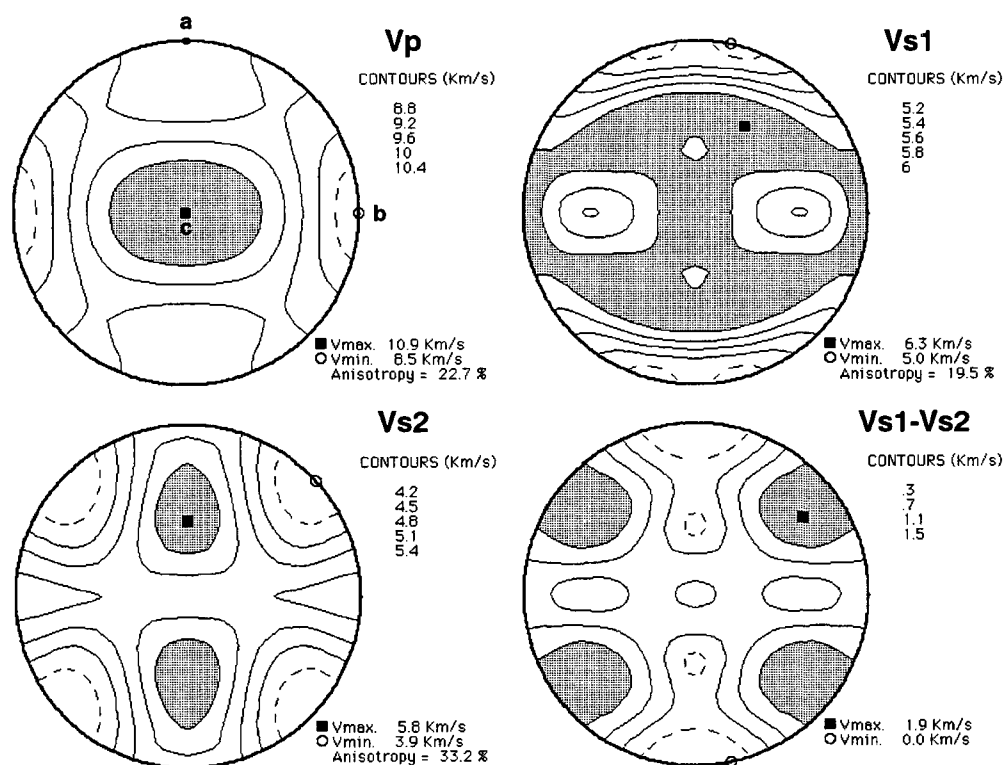 a
Vp
CONTOURS (Km/s)
8.8
9.2
9.6
10
10.4
b
c
Vmax. 10.9 Km/s
Vmin. 8.5 Km/s
Anisotropy = 22.7 %
Vs1
CONTOURS (Km/s)
5.2
5.4
5.6
5.8
6
Vmax. 6.3 Km/s
Vmin. 5.0 Km/s
Anisotropy = 19.5 %
Vs2
CONTOURS (Km/s)
4.2
4.5
4.8
5.1
5.4
Vmax. 5.8 Km/s
Vmin. 3.9 Km/s
Anisotropy = 33.2 %
Vs1-Vs2
CONTOURS (Km/s)
.3
.7
1.1
1.5
Vmax. 1.9 Km/s
Vmin. 0.0 Km/s